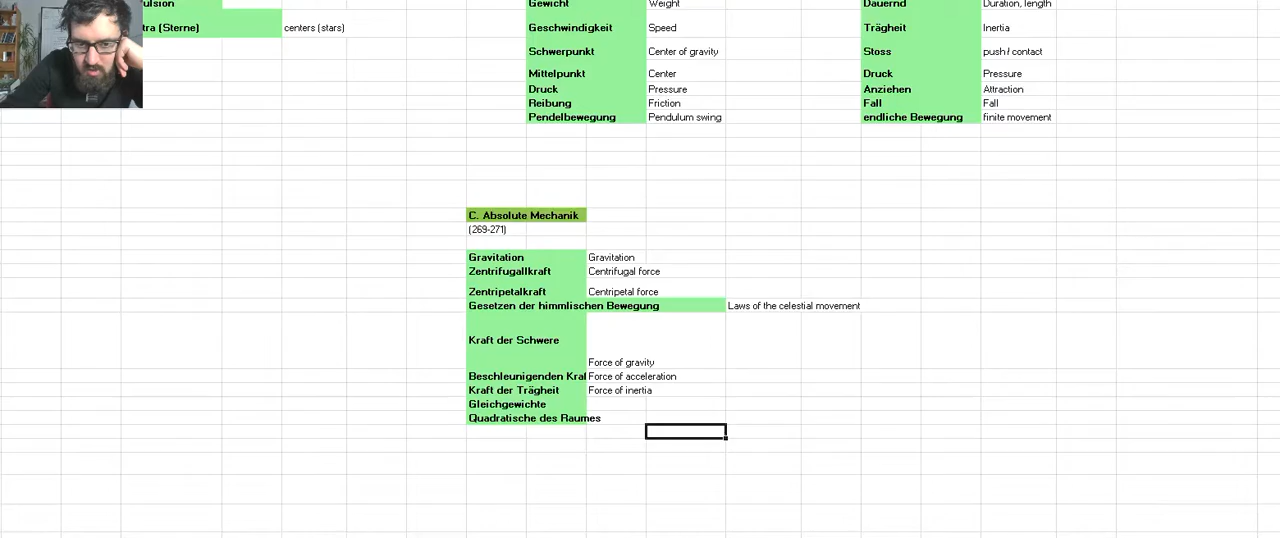 ulsion
tra (Sterne) centers (stars)
Gewicht Weight
Geschwindigkeit Speed
Schwerpunkt Center of gravity
Mittelpunkt Center
Druck Pressure
Reibung Friction
Pendelbewegung Pendulum swing
Dauernd Duration, length
Trägheit Inertia
Stoss push / contact
Druck Pressure
Anziehen Attraction
Fall Fall
endliche Bewegung finite movement
C. Absolute Mechanik
(269-271)
Gravitation Gravitation
Zentrifugallkraft Centrifugal force
Zentripetalkraft Centripetal force
Gesetzen der himmlischen Bewegung Laws of the celestial movement
Kraft der Schwere
Force of gravity
Beschleunigenden Kraf Force of acceleration
Kraft der Trägheit Force of inertia
Gleichgewichte
Quadratische des Raumes